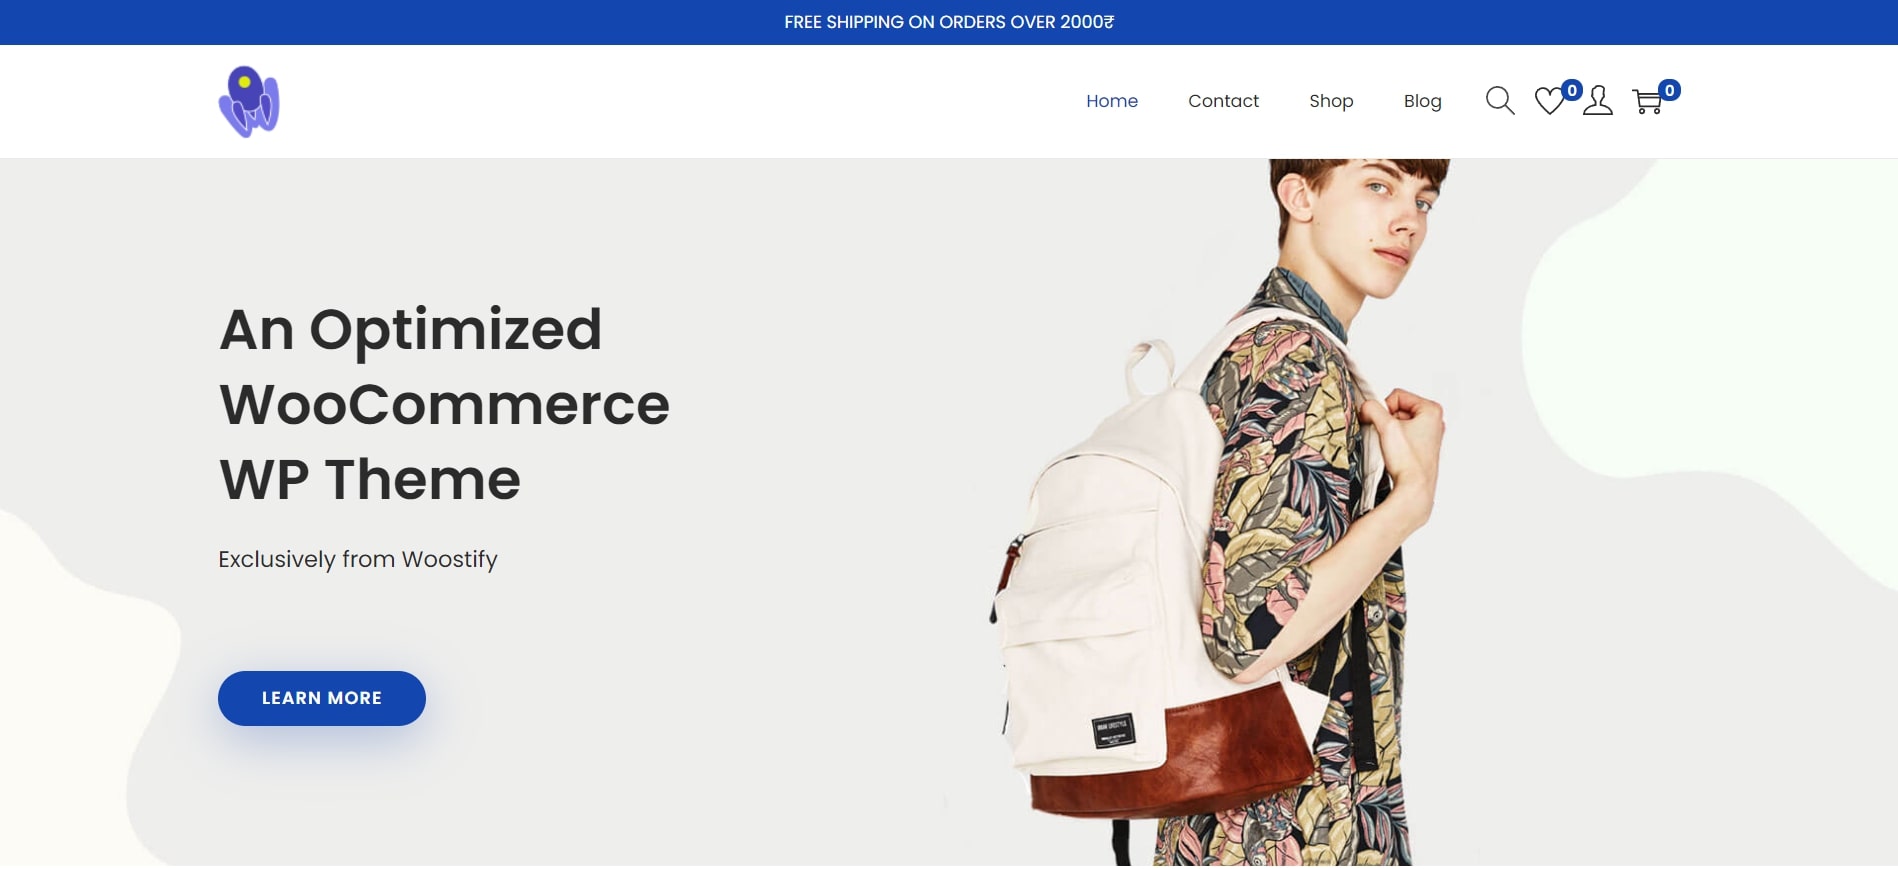 FREE SHIPPING ON ORDERS OVER 2000₹
Home Contact Shop Blog 0 0
An Optimized
WooCommerce
WP Theme
Exclusively from Woostify
LEARN MORE